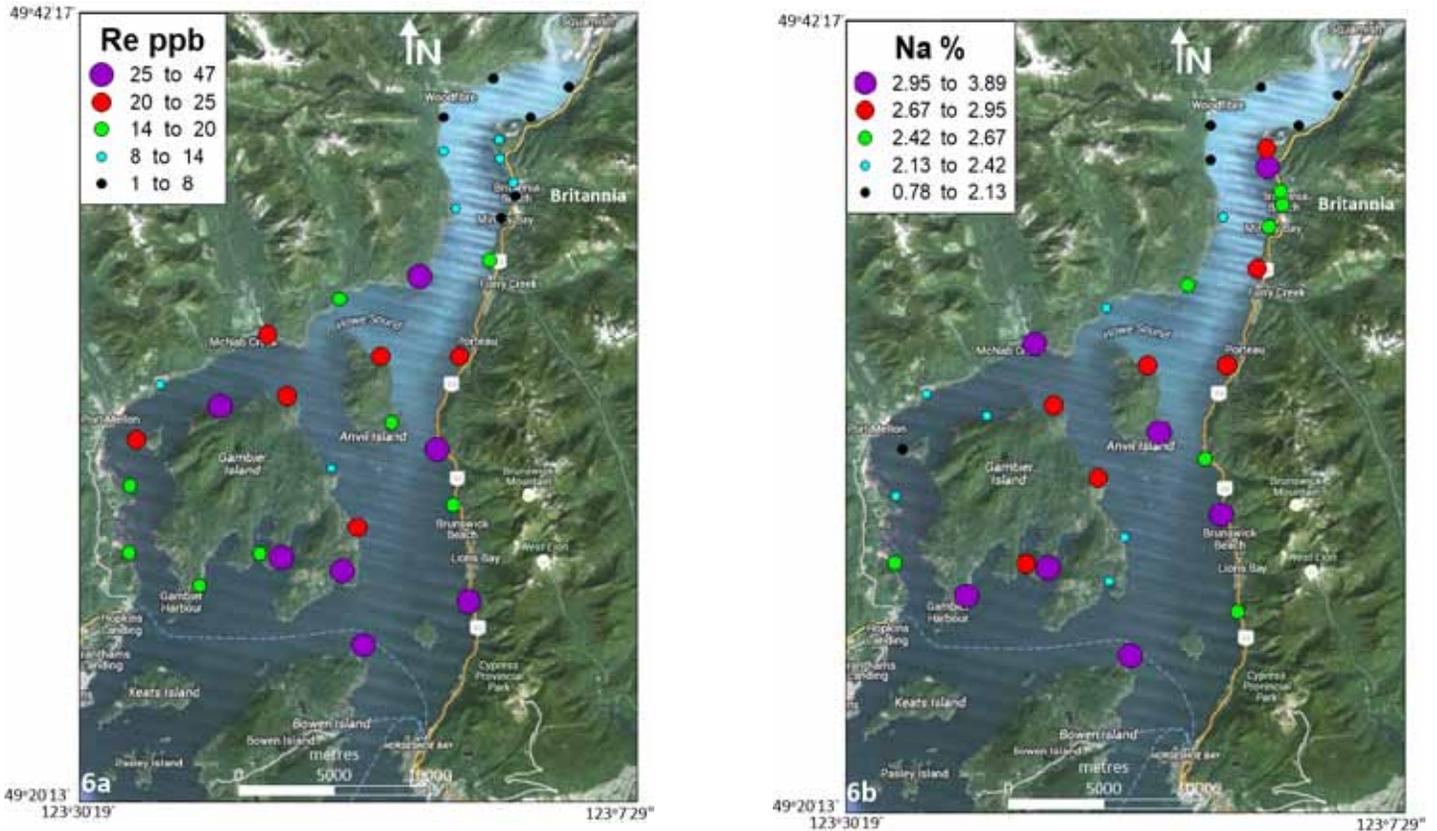 49°42'17"
Re ppb
25 to 47
20 to 25
14 to 20
8 to 14
1 to 8
N
Squamish
Woodfibre
Britannia Beach
Britannia
Furry Creek
Howe Sound
McNab Creek
Porteau
Port Mellon
Anvil Island
Gambier Island
Brunswick Mountain
Brunswick Beach
West Lion
Lions Bay
Gambier Harbour
Hopkins Landing
Cypress Provincial Park
Keats Island
Bowen Island
Bowen Island
HORSESHOE BAY
Pasley Island
metres
0 5000 10000
6a
49°20'13"
123°30'19" 123°7'29"
49°42'17"
Na %
2.95 to 3.89
2.67 to 2.95
2.42 to 2.67
2.13 to 2.42
0.78 to 2.13
N
Squamish
Woodfibre
Britannia
Furry Creek
Howe Sound
McNab
Porteau
Port Mellon
Anvil Island
Gambier Island
Brunswick Mountain
Brunswick Beach
West Lion
Lions Bay
Gambier Harbour
Hopkins Landing
Cypress Provincial Park
Keats Island
Bowen Island
Bowen Island
HORSESHOE BAY
Pasley Island
metres
0 5000 10000
6b
49°20'13"
123°30'19" 123°7'29"